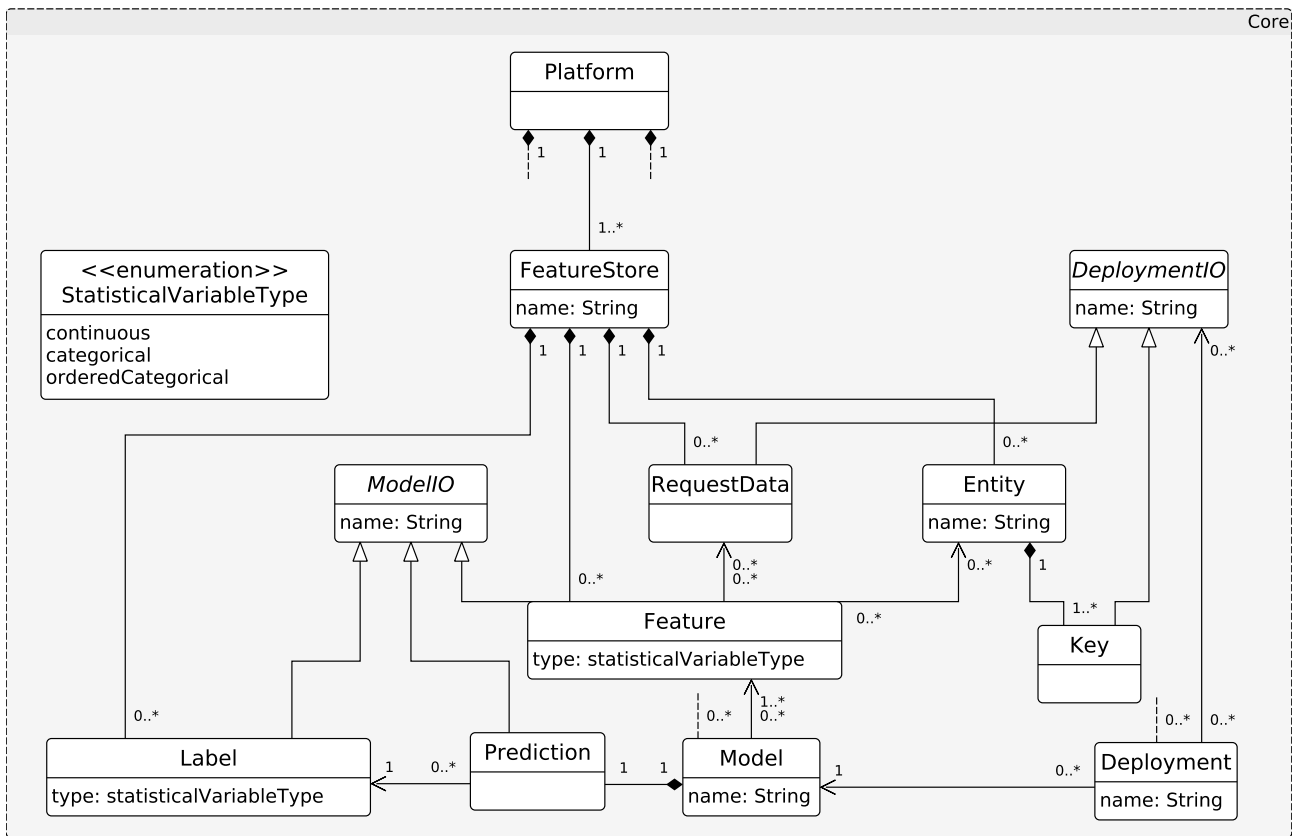 Core
Platform
1
1
1
1..*
<<enumeration>>
StatisticalVariableType
continuous
categorical
orderedCategorical
FeatureStore
name: String
DeploymentIO
name: String
1
1
1
1
0..*
0..*
0..*
ModelIO
name: String
RequestData
Entity
name: String
0..*
0..*
0..*
0..*
1
1..*
0..*
Feature
type: statisticalVariableType
Key
0..*
1..*
0..*
0..*
0..*
0..*
Label
type: statisticalVariableType
1
0..*
Prediction
1
1
Model
name: String
1
0..*
Deployment
name: String